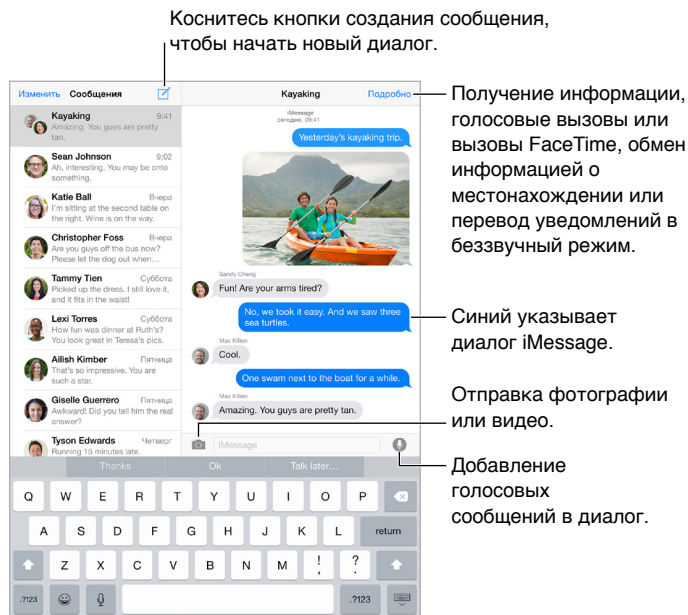 Коснитесь кнопки создания сообщения,
чтобы начать новый диалог.
Изменить Сообщения
Kayaking 9:41
Amazing. You guys are pretty
tan.
Sean Johnson 9:02
Ah, interesting. You may be onto
something.
Katie Ball Вчера
I'm sitting at the second table on
the right. Wine is on the way.
Christopher Foss Вчера
Are you guys off the bus now?
Please let the dog out when...
Tammy Tien Суббота
Picked up the dress. I still love it,
and it fits in the waist!
Lexi Torres Суббота
How fun was dinner at Ruth's?
You look great in Teresa's pics.
Ailish Kimber Пятница
That's so impressive. You are
such a star.
Giselle Guerrero Пятница
Awkward! Did you tell him the real
answer?
Tyson Edwards Четверг
Running 15 minutes late.
Kayaking Подробно
iMessage
сегодня, 09:41
Yesterday's kayaking trip.
Sandy Cheng
Fun! Are your arms tired?
No, we took it easy. And we saw three
sea turtles.
Max Killen
Cool.
One swam next to the boat for a while.
Max Killen
Amazing. You guys are pretty tan.
iMessage
Thanks Ok Talk later...
Q W E R T Y U I O P
A S D F G H J K L return
Z X C V B N M ! , ? .
.?123 .?123
Получение информации,
голосовые вызовы или
вызовы FaceTime, обмен
информацией о
местонахождении или
перевод уведомлений в
беззвучный режим.
Синий указывает
диалог iMessage.
Отправка фотографии
или видео.
Добавление
голосовых
сообщений в диалог.